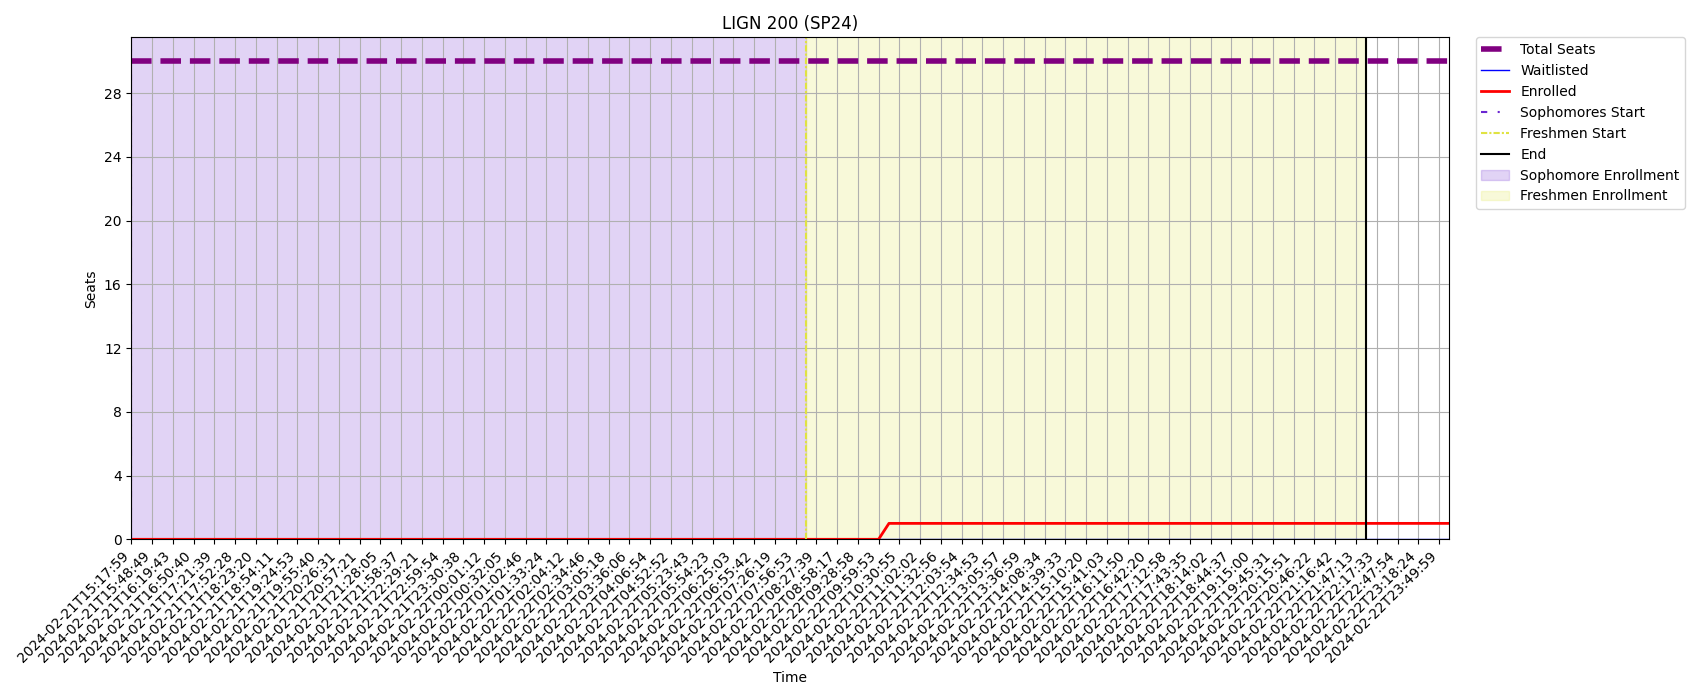 LIGN 200 (SP24)
Total Seats
Waitlisted
Enrolled
Sophomores Start
Freshmen Start
End
Sophomore Enrollment
Freshmen Enrollment
28
24
20
16
12
8
4
0
Seats
2024-02-21T15:17:59
2024-02-21T15:48:49
2024-02-21T16:19:43
2024-02-21T16:50:40
2024-02-21T17:21:39
2024-02-21T17:52:28
2024-02-21T18:23:20
2024-02-21T18:54:11
2024-02-21T19:24:53
2024-02-21T19:55:40
2024-02-21T20:26:31
2024-02-21T20:57:21
2024-02-21T21:28:05
2024-02-21T21:58:37
2024-02-21T22:29:21
2024-02-21T22:59:54
2024-02-21T23:30:38
2024-02-22T00:01:12
2024-02-22T00:32:05
2024-02-22T01:02:46
2024-02-22T01:33:24
2024-02-22T02:04:12
2024-02-22T02:34:46
2024-02-22T03:05:18
2024-02-22T03:36:06
2024-02-22T04:06:54
2024-02-22T04:52:52
2024-02-22T05:23:43
2024-02-22T05:54:23
2024-02-22T06:25:03
2024-02-22T06:55:42
2024-02-22T07:26:19
2024-02-22T07:56:53
2024-02-22T08:27:39
2024-02-22T08:58:17
2024-02-22T09:28:58
2024-02-22T09:59:53
2024-02-22T10:30:55
2024-02-22T11:02:02
2024-02-22T11:32:56
2024-02-22T12:03:54
2024-02-22T12:34:53
2024-02-22T13:05:57
2024-02-22T13:36:59
2024-02-22T14:08:34
2024-02-22T14:39:33
2024-02-22T15:10:20
2024-02-22T15:41:03
2024-02-22T16:11:50
2024-02-22T16:42:20
2024-02-22T17:12:58
2024-02-22T17:43:35
2024-02-22T18:14:02
2024-02-22T18:44:37
2024-02-22T19:15:00
2024-02-22T19:45:31
2024-02-22T20:15:51
2024-02-22T20:46:22
2024-02-22T21:16:42
2024-02-22T21:47:13
2024-02-22T22:17:33
2024-02-22T22:47:54
2024-02-22T23:18:24
2024-02-22T23:49:59
Time